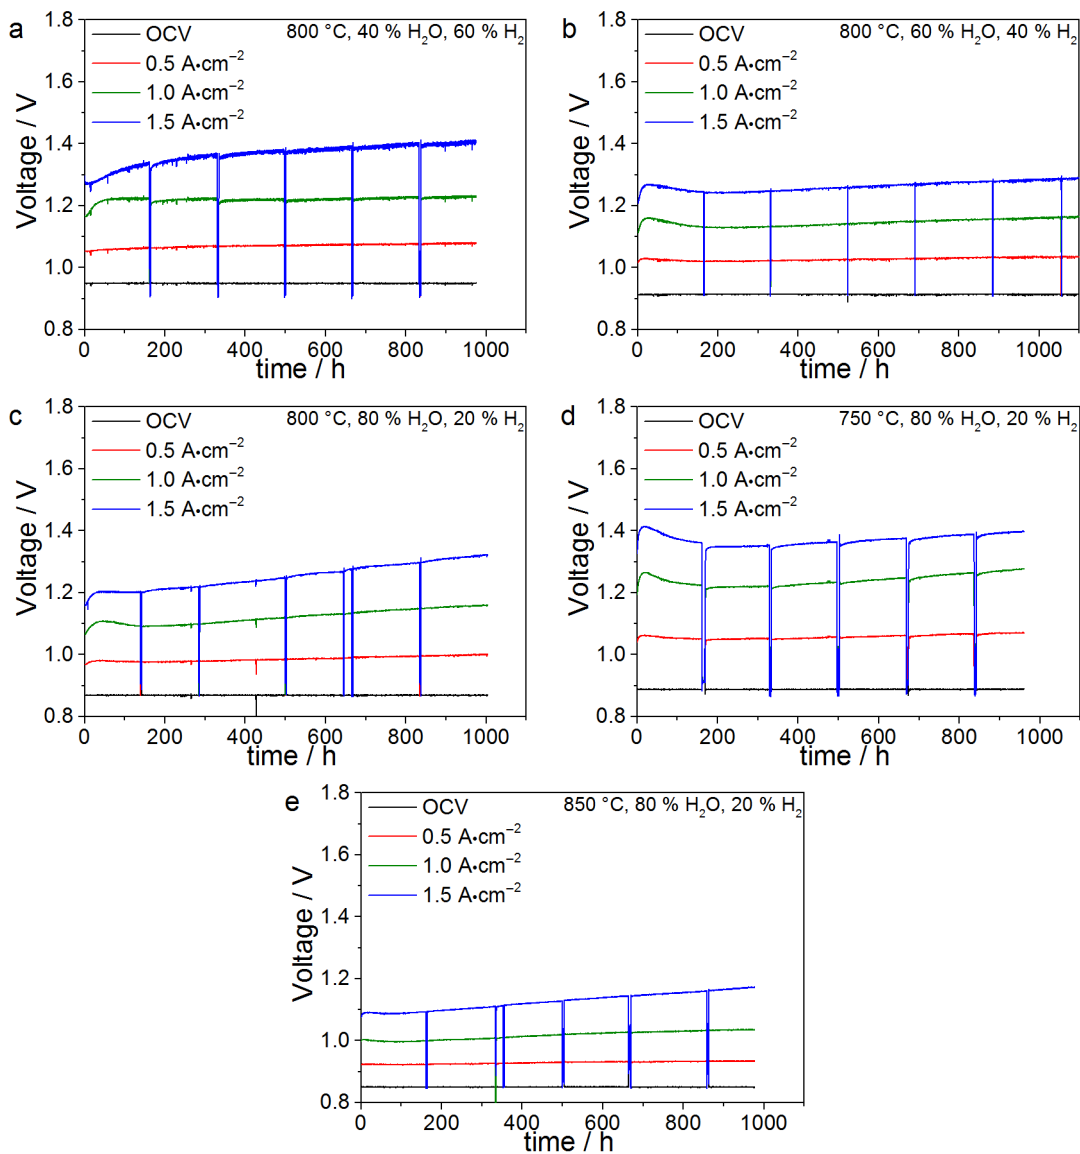 a
800 °C, 40 % H₂O, 60 % H₂
OCV
0.5 A•cm⁻²
1.0 A•cm⁻²
1.5 A•cm⁻²
Voltage / V
1.8
1.6
1.4
1.2
1.0
0.8
0 200 400 600 800 1000
time / h
b
800 °C, 60 % H₂O, 40 % H₂
OCV
0.5 A•cm⁻²
1.0 A•cm⁻²
1.5 A•cm⁻²
Voltage / V
1.8
1.6
1.4
1.2
1.0
0.8
0 200 400 600 800 1000
time / h
c
800 °C, 80 % H₂O, 20 % H₂
OCV
0.5 A•cm⁻²
1.0 A•cm⁻²
1.5 A•cm⁻²
Voltage / V
1.8
1.6
1.4
1.2
1.0
0.8
0 200 400 600 800 1000
time / h
d
750 °C, 80 % H₂O, 20 % H₂
OCV
0.5 A•cm⁻²
1.0 A•cm⁻²
1.5 A•cm⁻²
Voltage / V
1.8
1.6
1.4
1.2
1.0
0.8
0 200 400 600 800 1000
time / h
e
850 °C, 80 % H₂O, 20 % H₂
OCV
0.5 A•cm⁻²
1.0 A•cm⁻²
1.5 A•cm⁻²
Voltage / V
1.8
1.6
1.4
1.2
1.0
0.8
0 200 400 600 800 1000
time / h